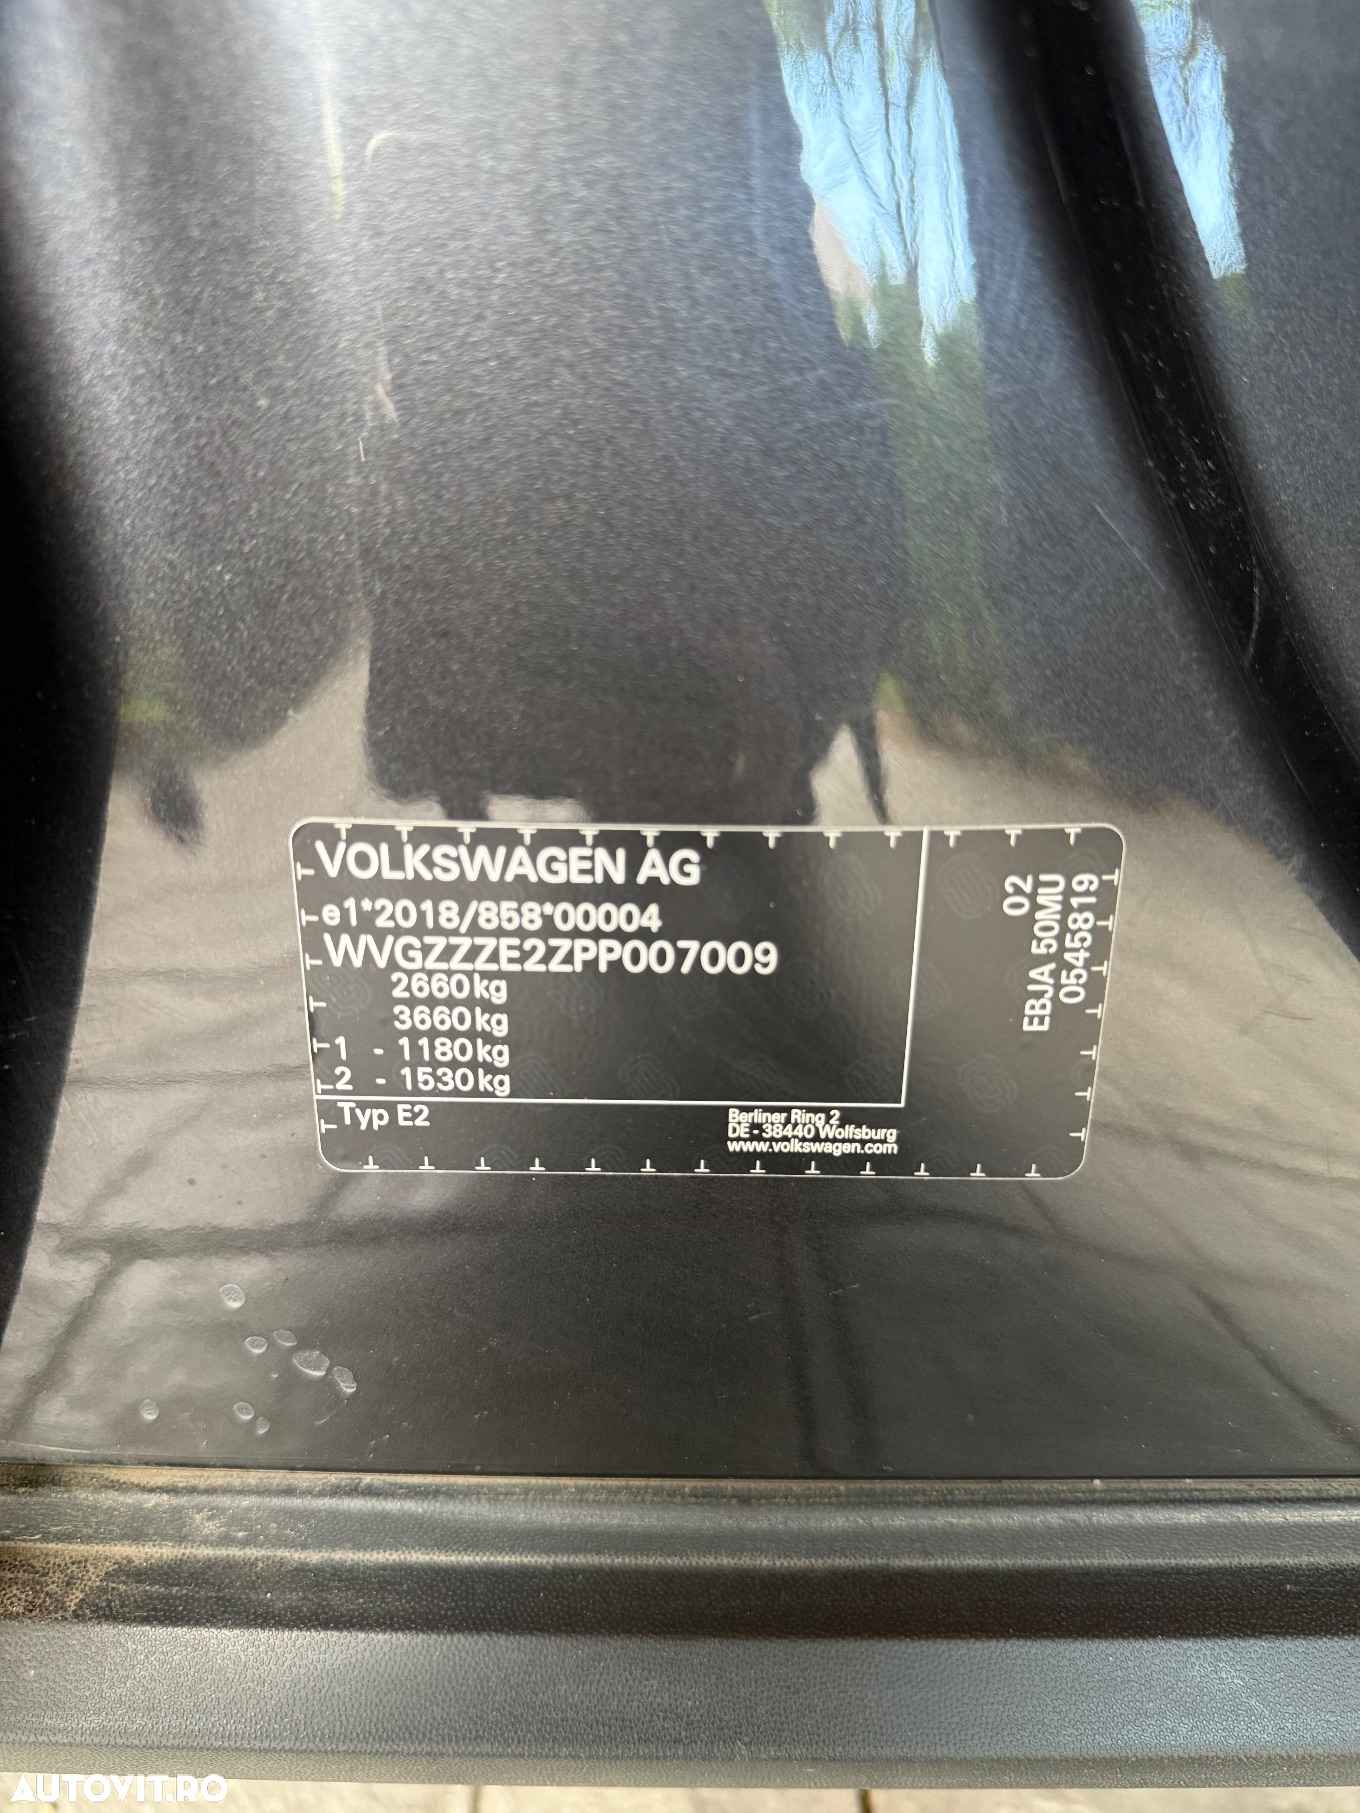 VOLKSWAGEN AG
e1*2018/858*00004
WVGZZZE2ZPP007009
2660kg
3660kg
1 - 1180kg
2 - 1530kg
Typ E2
Berliner Ring 2
DE - 38440 Wolfsburg
www.volkswagen.com
02
EBJA 50MU
0545819
AUTOVIT.RO